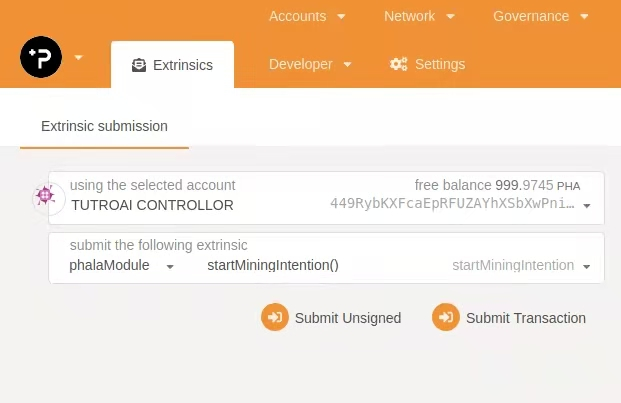 Accounts Network Governance
Extrinsics Developer Settings
Extrinsic submission
using the selected account free balance 999.9745 PHA
TUTROAI CONTROLLOR 449RybKXFcaEpRFUZAYhXSbXwPni…
submit the following extrinsic
phalaModule startMiningIntention() startMiningIntention
Submit Unsigned Submit Transaction